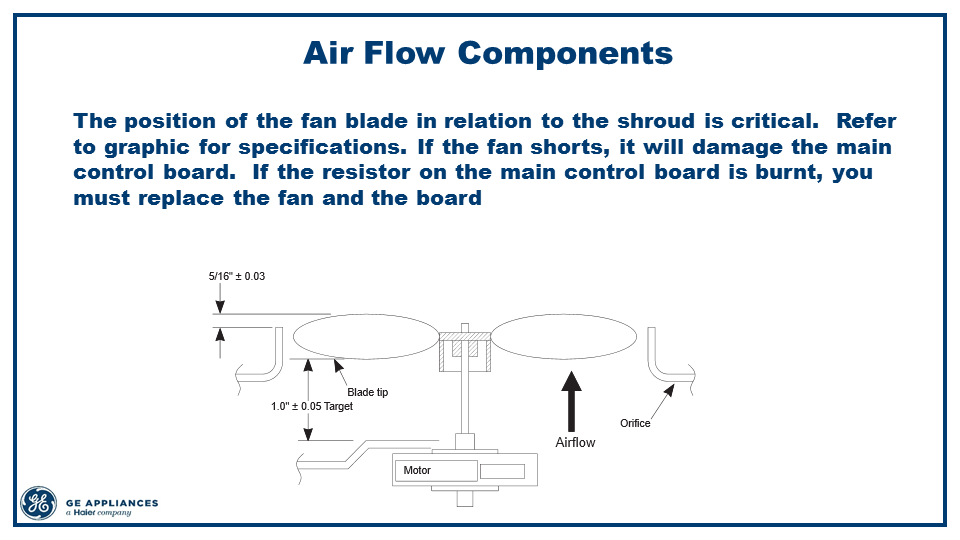 Air Flow Components
The position of the fan blade in relation to the shroud is critical.  Refer
to graphic for specifications. If the fan shorts, it will damage the main
control board.  If the resistor on the main control board is burnt, you
must replace the fan and the board
5/16" ± 0.03
Blade tip
1.0" ± 0.05 Target
Orifice
Airflow
Motor
GE
GE APPLIANCES
a Haier company